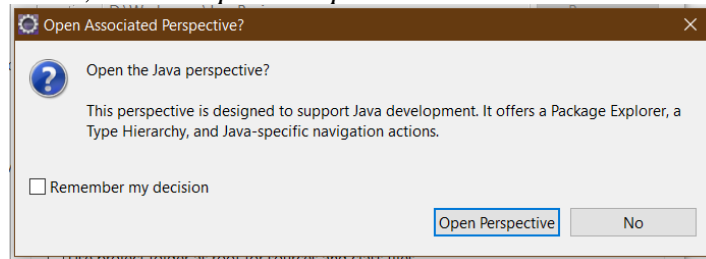 Open Associated Perspective?
Open the Java perspective?
This perspective is designed to support Java development. It offers a Package Explorer, a
Type Hierarchy, and Java-specific navigation actions.
Remember my decision
Open Perspective
No